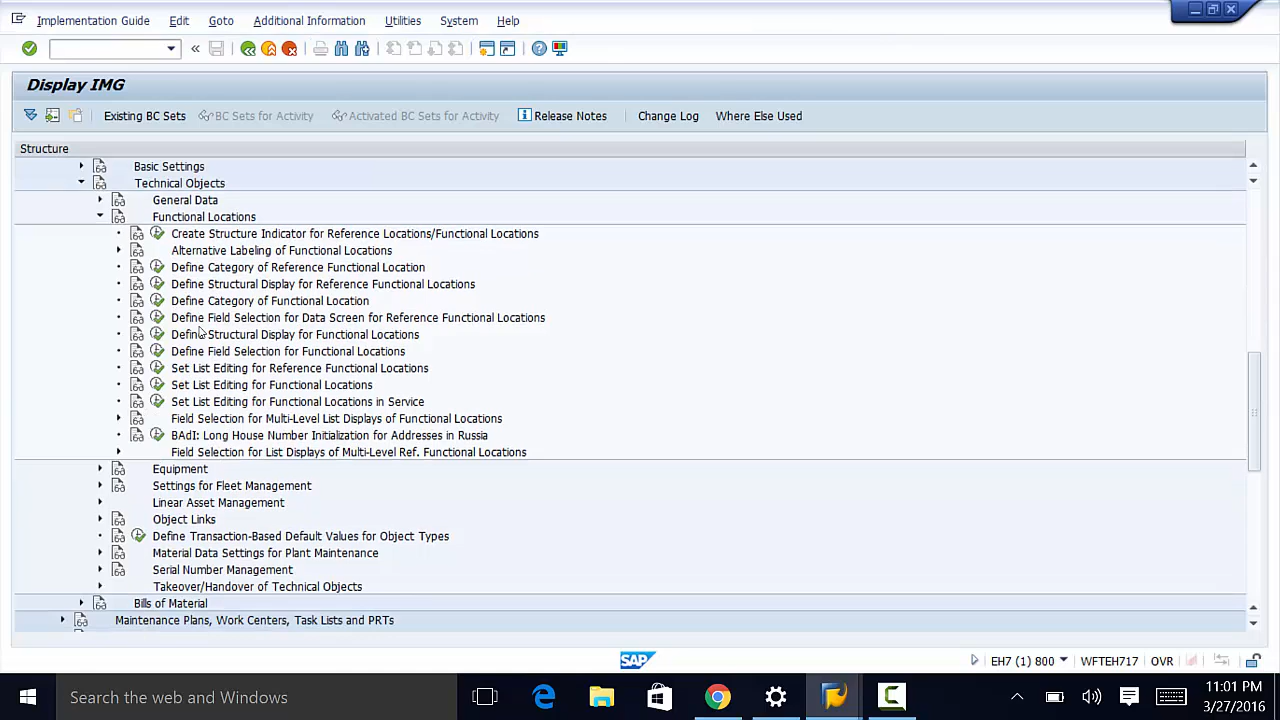 Implementation Guide Edit Goto Additional Information Utilities System Help
Display IMG
Existing BC Sets BC Sets for Activity Activated BC Sets for Activity Release Notes Change Log Where Else Used
Structure
Basic Settings
Technical Objects
General Data
Functional Locations
Create Structure Indicator for Reference Locations/Functional Locations
Alternative Labeling of Functional Locations
Define Category of Reference Functional Location
Define Structural Display for Reference Functional Locations
Define Category of Functional Location
Define Field Selection for Data Screen for Reference Functional Locations
Define Structural Display for Functional Locations
Define Field Selection for Functional Locations
Set List Editing for Reference Functional Locations
Set List Editing for Functional Locations
Set List Editing for Functional Locations in Service
Field Selection for Multi-Level List Displays of Functional Locations
BAdI: Long House Number Initialization for Addresses in Russia
Field Selection for List Displays of Multi-Level Ref. Functional Locations
Equipment
Settings for Fleet Management
Linear Asset Management
Object Links
Define Transaction-Based Default Values for Object Types
Material Data Settings for Plant Maintenance
Serial Number Management
Takeover/Handover of Technical Objects
Bills of Material
Maintenance Plans, Work Centers, Task Lists and PRTs
SAP EH7 (1) 800 WFTEH717 OVR
Search the web and Windows
11:01 PM
3/27/2016